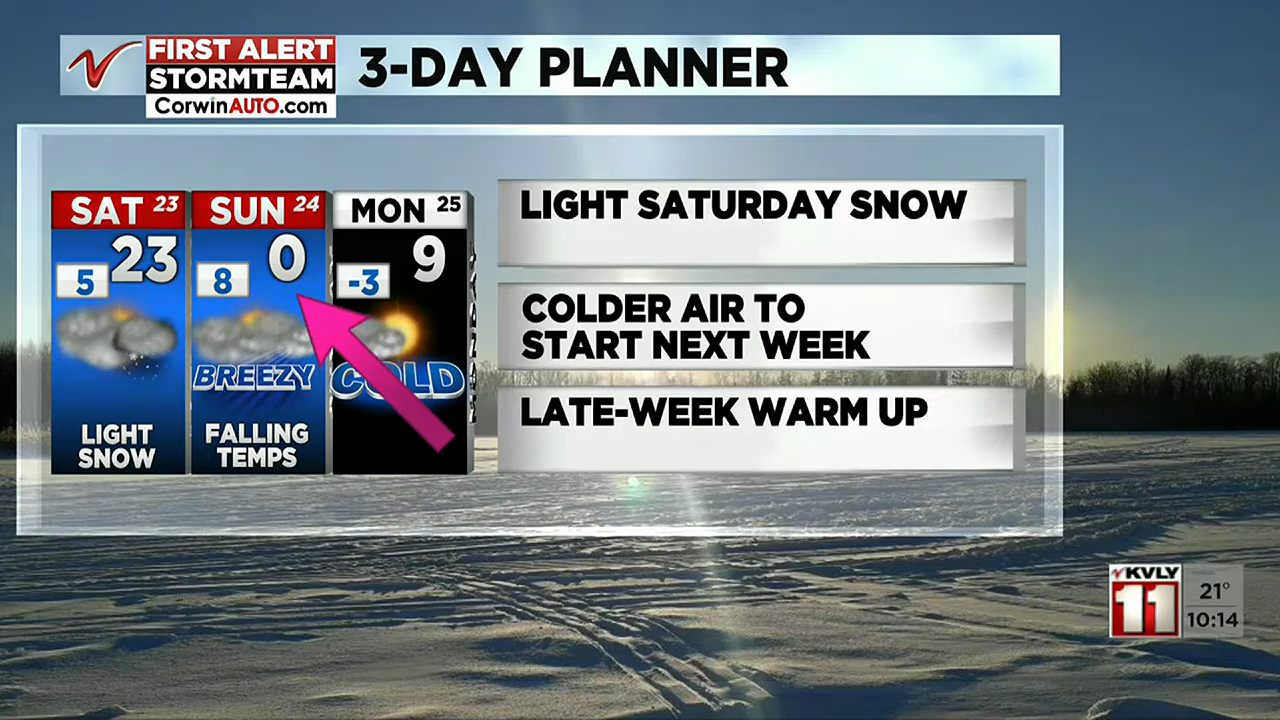 FIRST ALERT
STORMTEAM
CorwinAUTO.com
3-DAY PLANNER
SAT 23
23
5
LIGHT
SNOW
SUN 24
0
8
BREEZY
FALLING
TEMPS
MON 25
9
-3
COLD
MONDAY
LIGHT SATURDAY SNOW
COLDER AIR TO
START NEXT WEEK
LATE-WEEK WARM UP
KVLY
11
21°
10:14